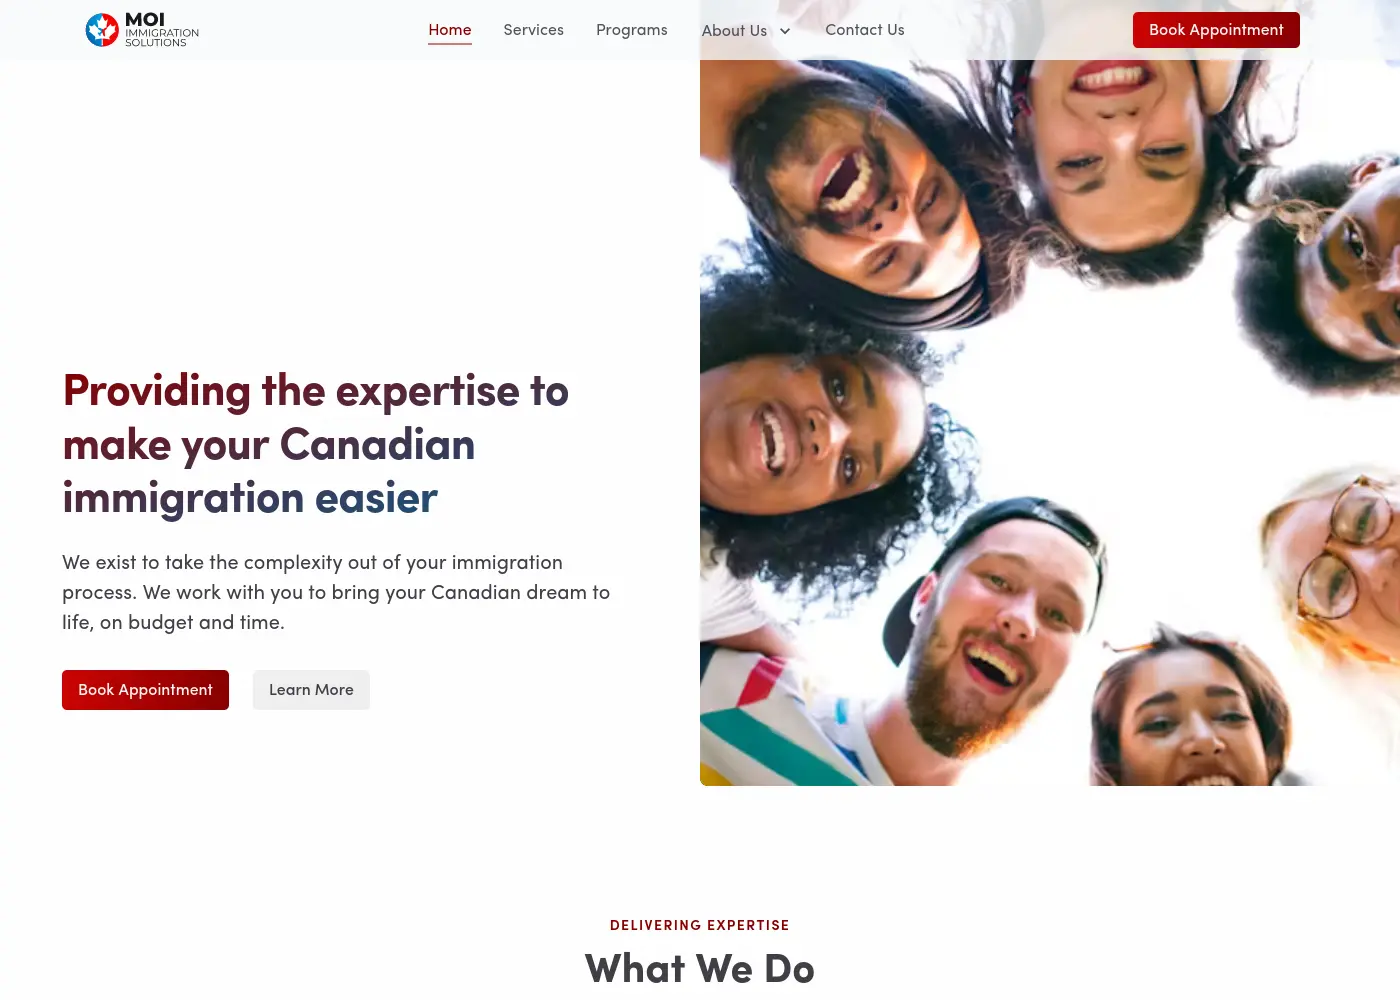 MOI
IMMIGRATION
SOLUTIONS
Home
Services
Programs
About Us
Contact Us
Book Appointment
Providing the expertise to
make your Canadian
immigration easier
We exist to take the complexity out of your immigration
process. We work with you to bring your Canadian dream to
life, on budget and time.
Book Appointment
Learn More
DELIVERING EXPERTISE
What We Do